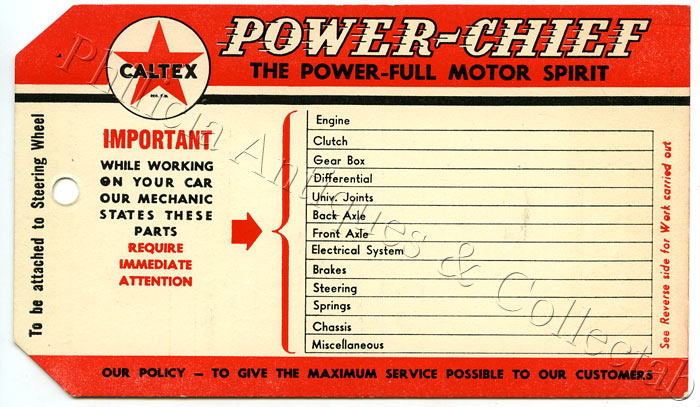 POWER-CHIEF
THE POWER-FULL MOTOR SPIRIT
CALTEX
REG. T.M.
To be attached to Steering Wheel
IMPORTANT
WHILE WORKING
ON YOUR CAR
OUR MECHANIC
STATES THESE
PARTS
REQUIRE
IMMEDIATE
ATTENTION
Engine
Clutch
Gear Box
Differential
Univ. Joints
Back Axle
Front Axle
Electrical System
Brakes
Steering
Springs
Chassis
Miscellaneous
See Reverse side for Work carried out
OUR POLICY — TO GIVE THE MAXIMUM SERVICE POSSIBLE TO OUR CUSTOMERS
Antiques & Collectab